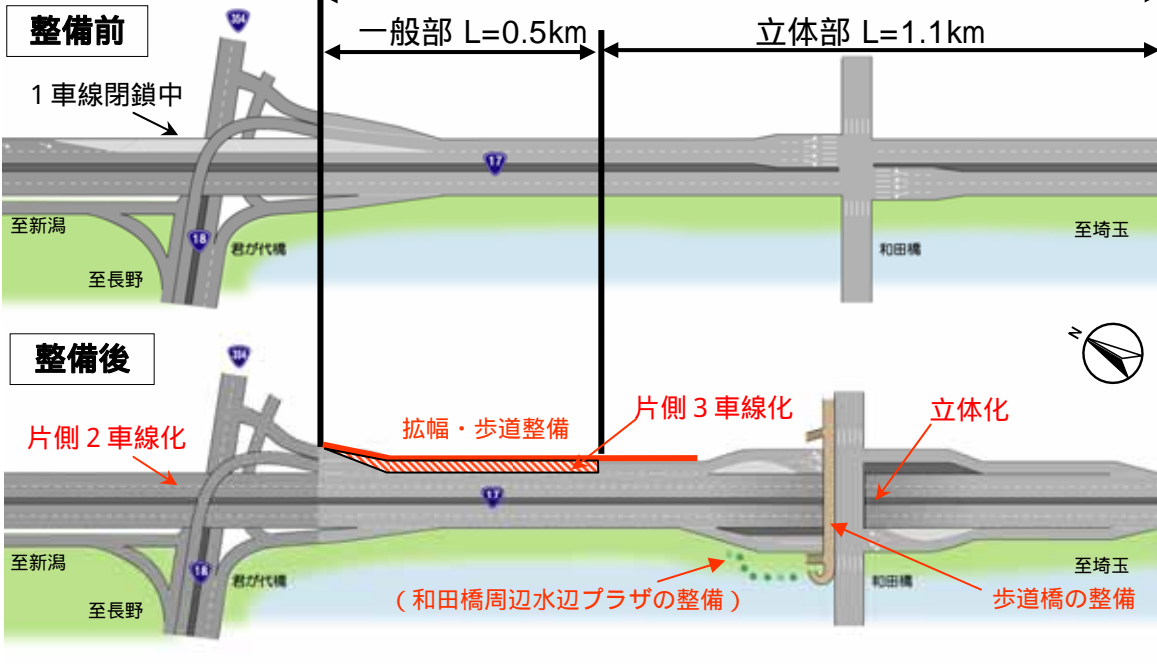 整備前
354
一般部 L=0.5km
立体部 L=1.1km
1車線閉鎖中
17
至新潟
18
君が代橋
至長野
和田橋
至埼玉
整備後
354
N
片側2車線化
拡幅・歩道整備
片側3車線化
立体化
17
至新潟
18
君が代橋
至長野
(和田橋周辺水辺プラザの整備)
和田橋
至埼玉
歩道橋の整備